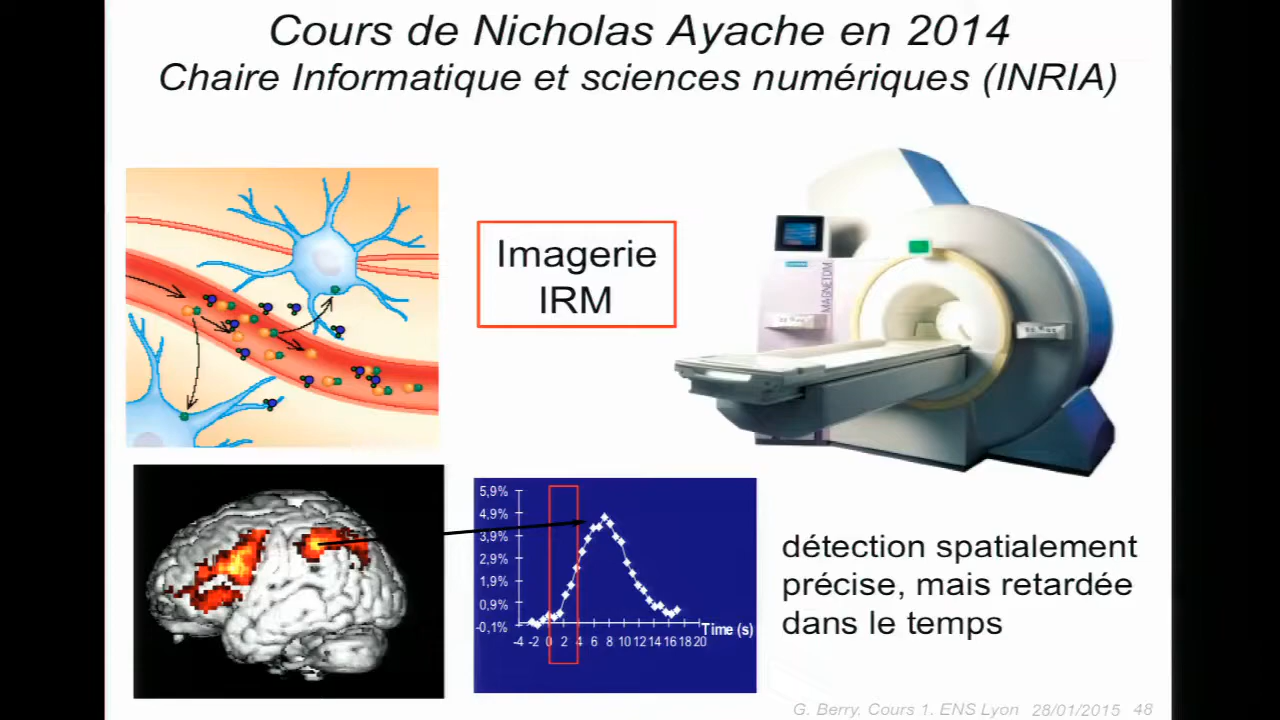 Cours de Nicholas Ayache en 2014
Chaire Informatique et sciences numériques (INRIA)
Imagerie
IRM
MAGNETOM
5,9%
4,9%
3,9%
2,9%
1,9%
0,9%
-0,1%
Time (s)
-4 -2 0 2 4 6 8 10 12 14 16 18 20
détection spatialement
précise, mais retardée
dans le temps
G. Berry, Cours 1, ENS Lyon 28/01/2015 48